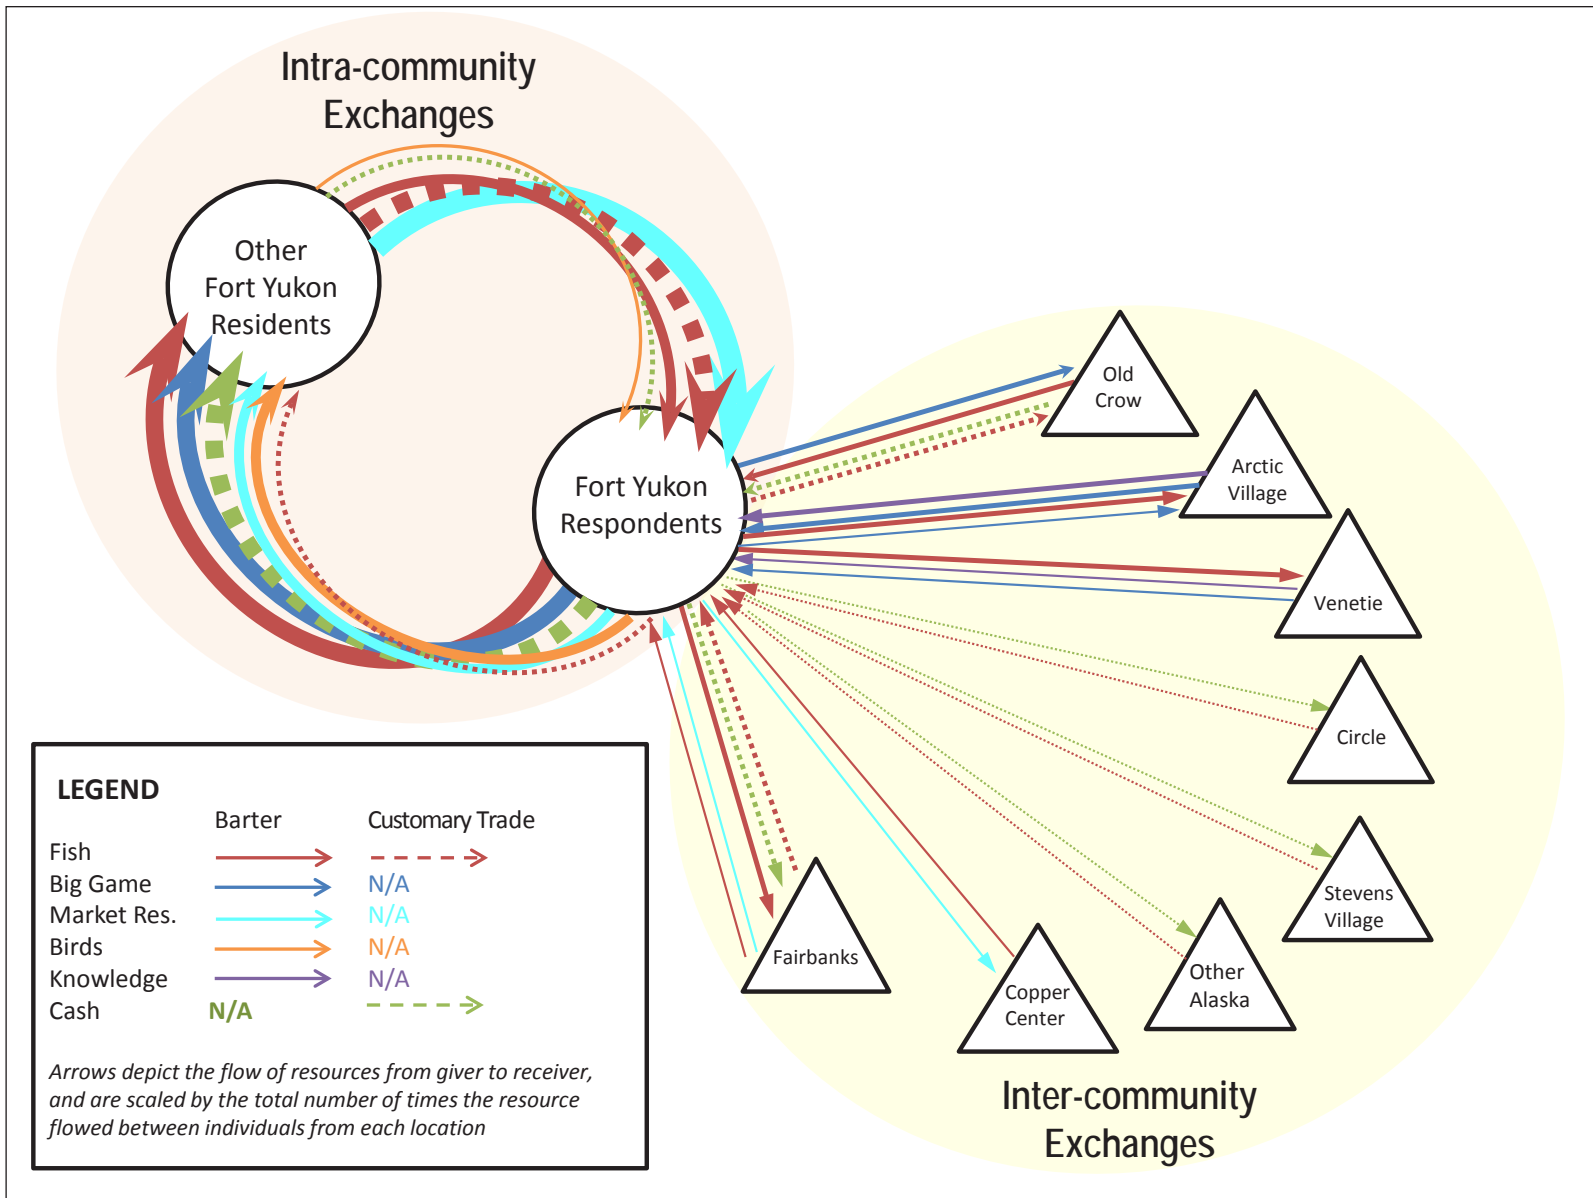 Intra-community
Exchanges
Other
Fort Yukon
Residents
Fort Yukon
Respondents
Old
Crow
Arctic
Village
Venetie
Circle
Stevens
Village
Other
Alaska
Copper
Center
Fairbanks
Inter-community
Exchanges
LEGEND
Barter Customary Trade
Fish
Big Game N/A
Market Res. N/A
Birds N/A
Knowledge N/A
Cash N/A
Arrows depict the flow of resources from giver to receiver,
and are scaled by the total number of times the resource
flowed between individuals from each location